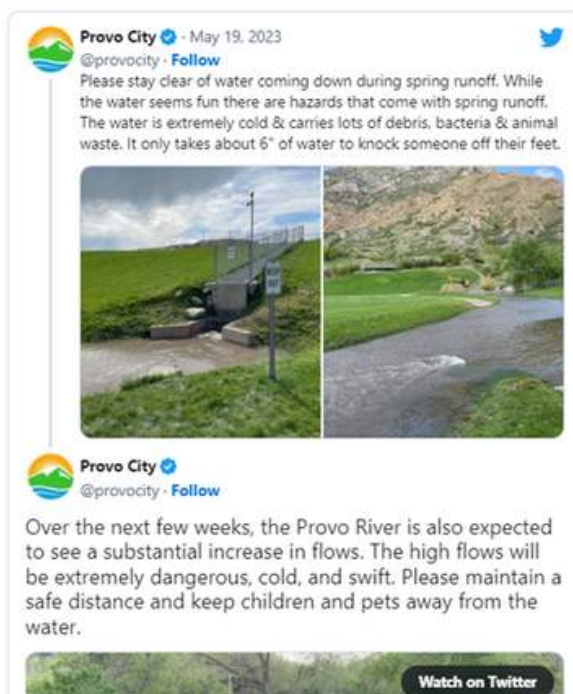 Provo City · May 19, 2023
@provocity · Follow
Please stay clear of water coming down during spring runoff. While
the water seems fun there are hazards that come with spring runoff.
The water is extremely cold & carries lots of debris, bacteria & animal
waste. It only takes about 6" of water to knock someone off their feet.
Provo City
@provocity · Follow
Over the next few weeks, the Provo River is also expected
to see a substantial increase in flows. The high flows will
be extremely dangerous, cold, and swift. Please maintain a
safe distance and keep children and pets away from the
water.
Watch on Twitter